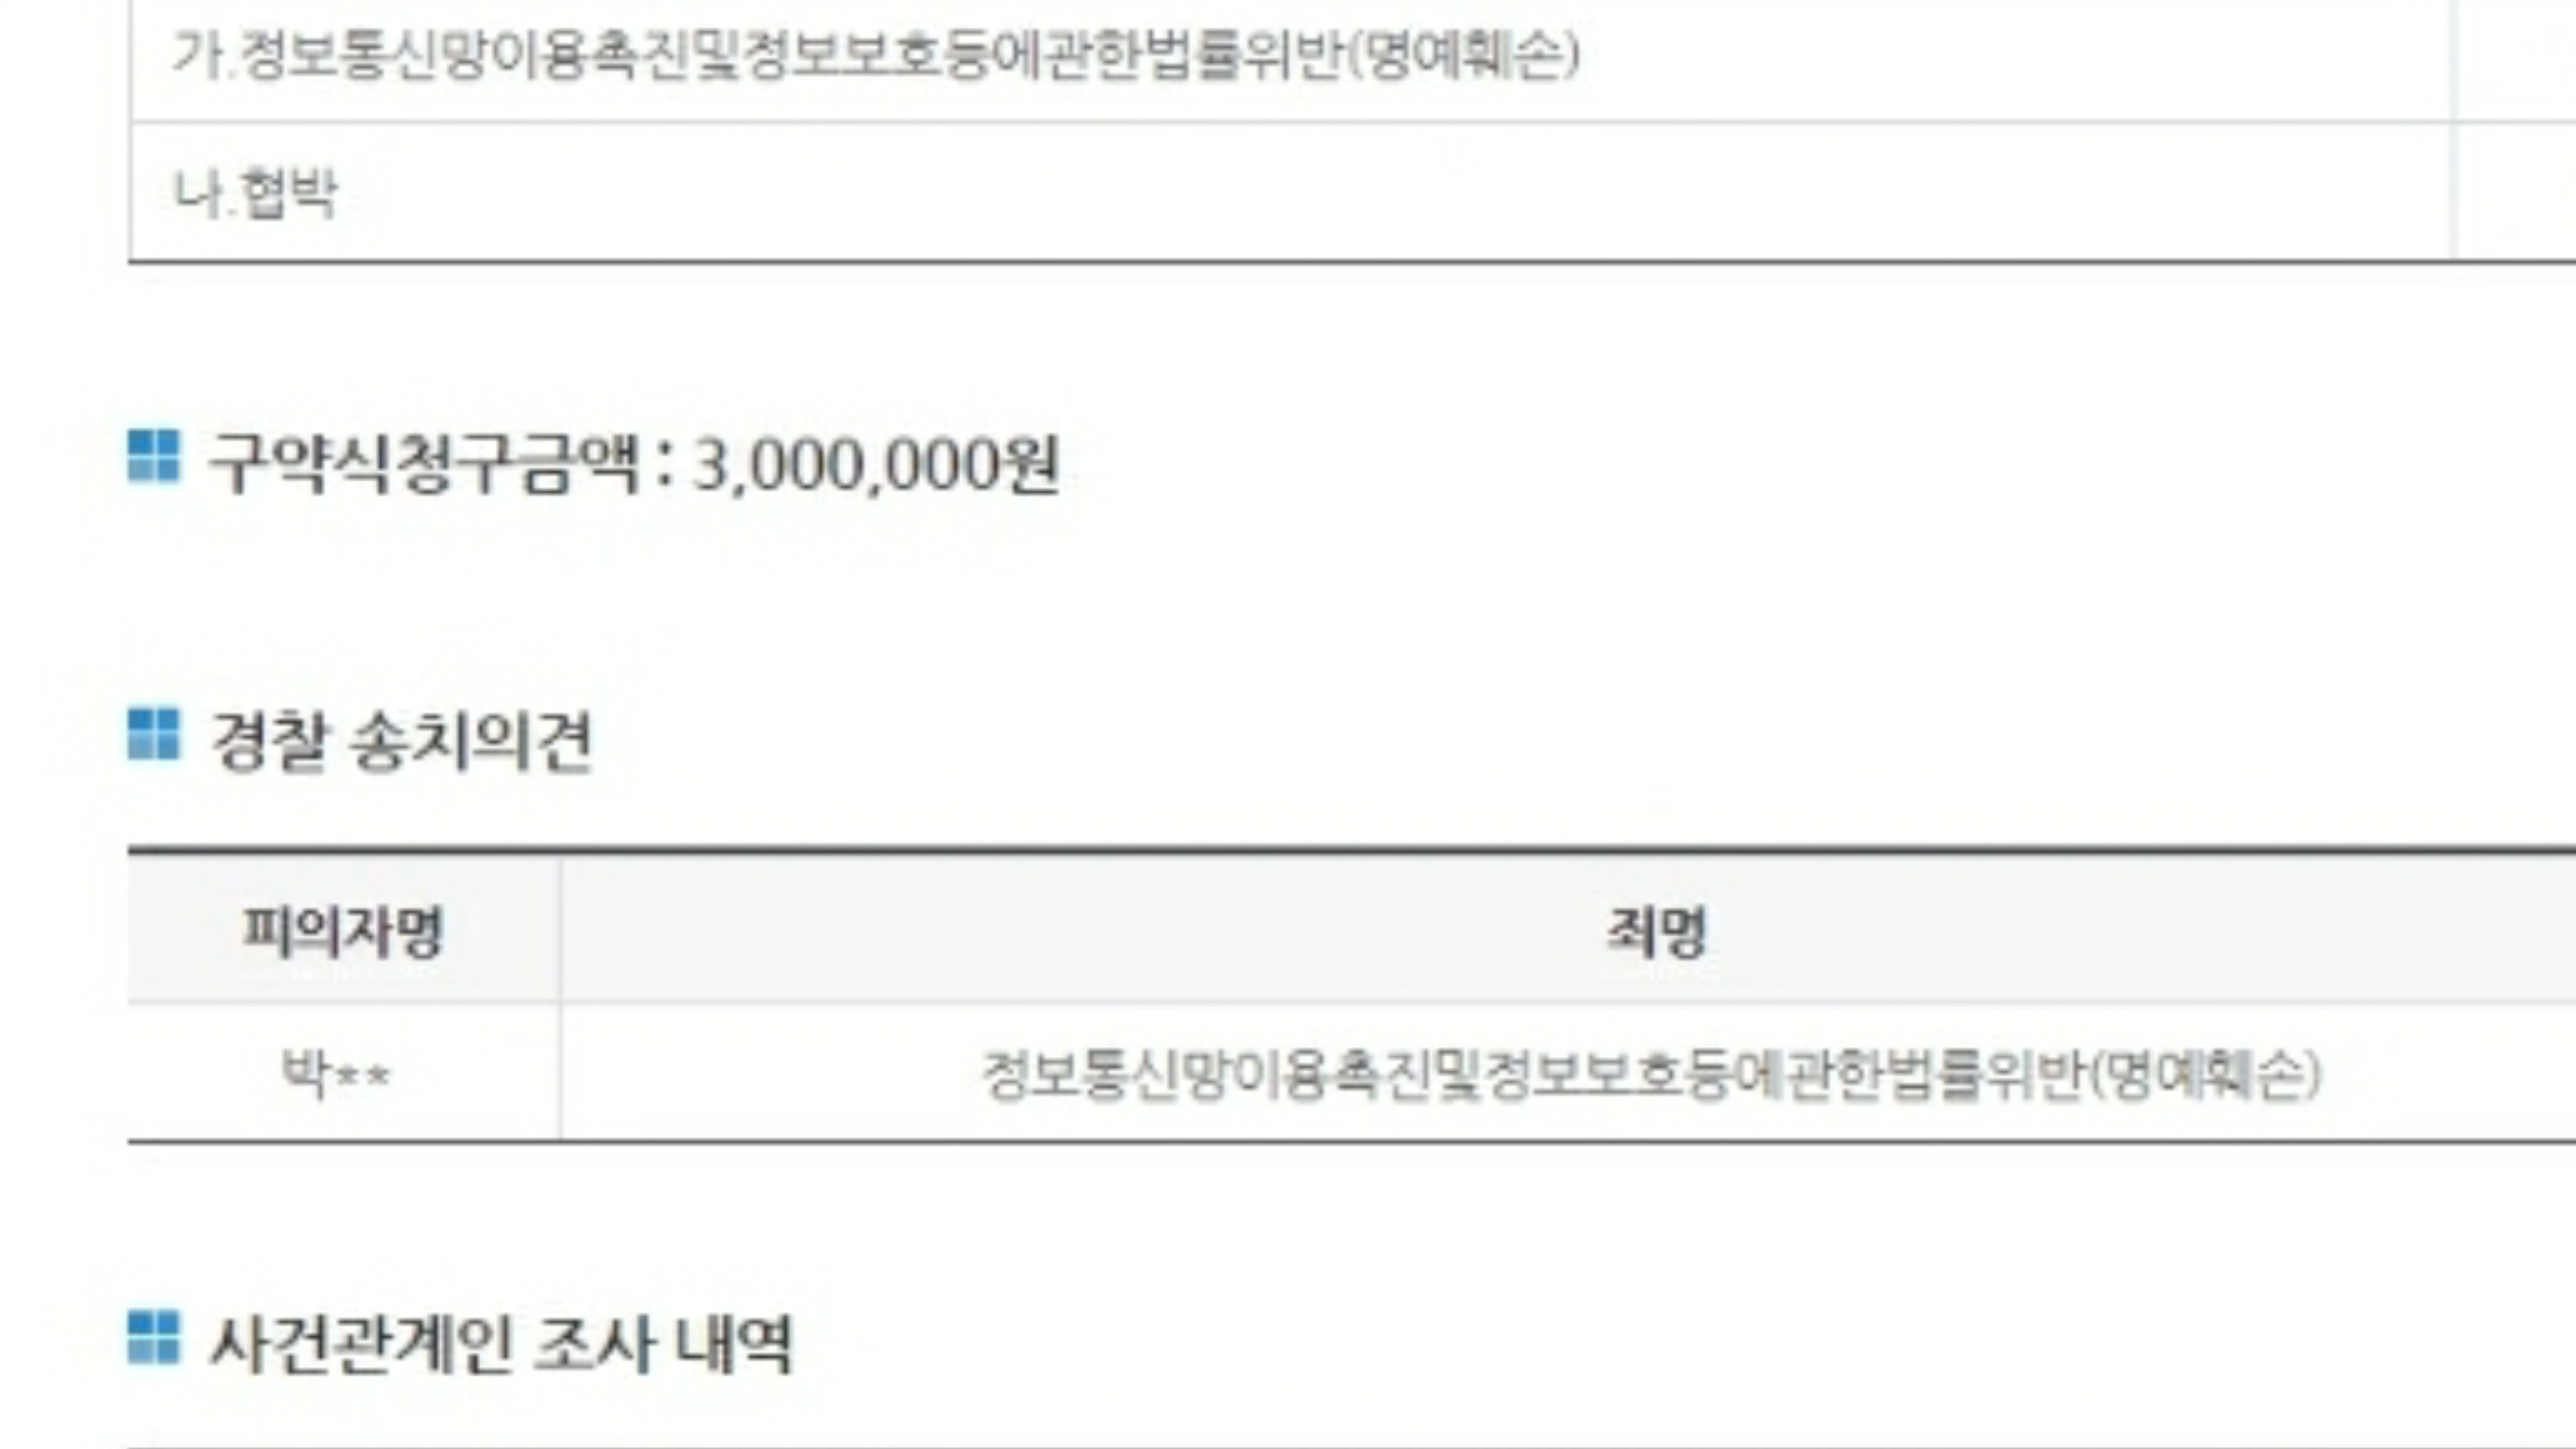 가.정보통신망이용촉진및정보보호등에관한법률위반(명예훼손)
나.협박
구약식청구금액 : 3,000,000원
경찰 송치의견
피의자명 죄명
박** 정보통신망이용촉진및정보보호등에관한법률위반(명예훼손)
사건관계인 조사 내역